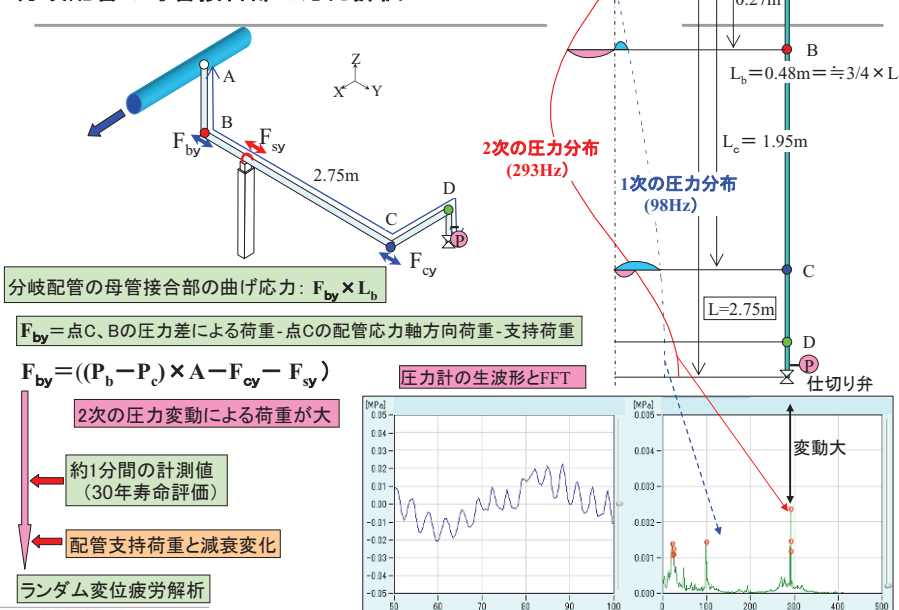 0.27m
A
Z
X
Y
B
F_by
F_sy
2.75m
D
C
P
F_cy
B
L_b＝0.48m＝≒3/4×L
L_c＝ 1.95m
2次の圧力分布
(293Hz)
1次の圧力分布
(98Hz)
C
L=2.75m
D
P
仕切り弁
分岐配管の母管接合部の曲げ応力： F_by×L_b
F_by＝点C、Bの圧力差による荷重-点Cの配管応力軸方向荷重-支持荷重
F_by＝((P_b－P_c)×A－F_cy－ F_sy)
圧力計の生波形とFFT
2次の圧力変動による荷重が大
約1分間の計測値
（30年寿命評価）
配管支持荷重と減衰変化
ランダム変位疲労解析
[MPa]
0.05
0.04
0.03
0.02
0.01
0.00
-0.01
-0.02
-0.03
-0.04
-0.05
50 60 70 80 90 100
[MPa]
0.005
0.004
0.003
0.002
0.001
0.000
0 100 200 300 400 500
変動大